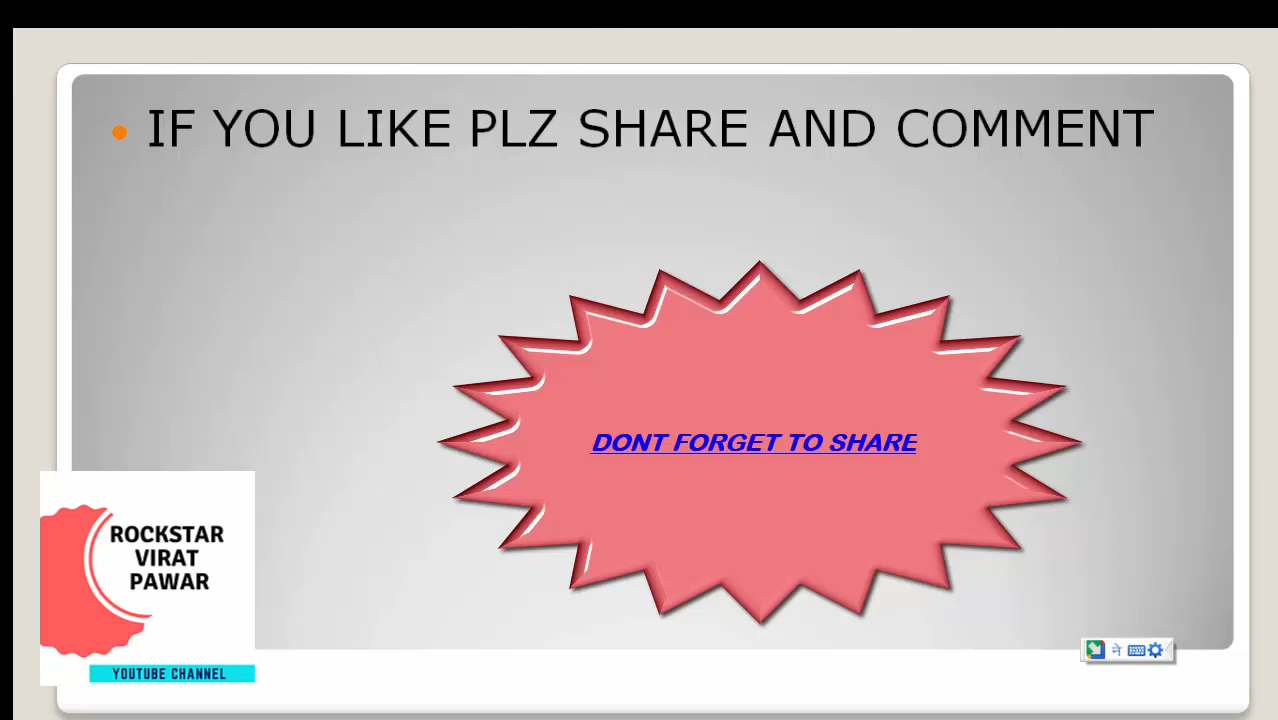 IF YOU LIKE PLZ SHARE AND COMMENT
DONT FORGET TO SHARE
ROCKSTAR
VIRAT
PAWAR
YOUTUBE CHANNEL
ने